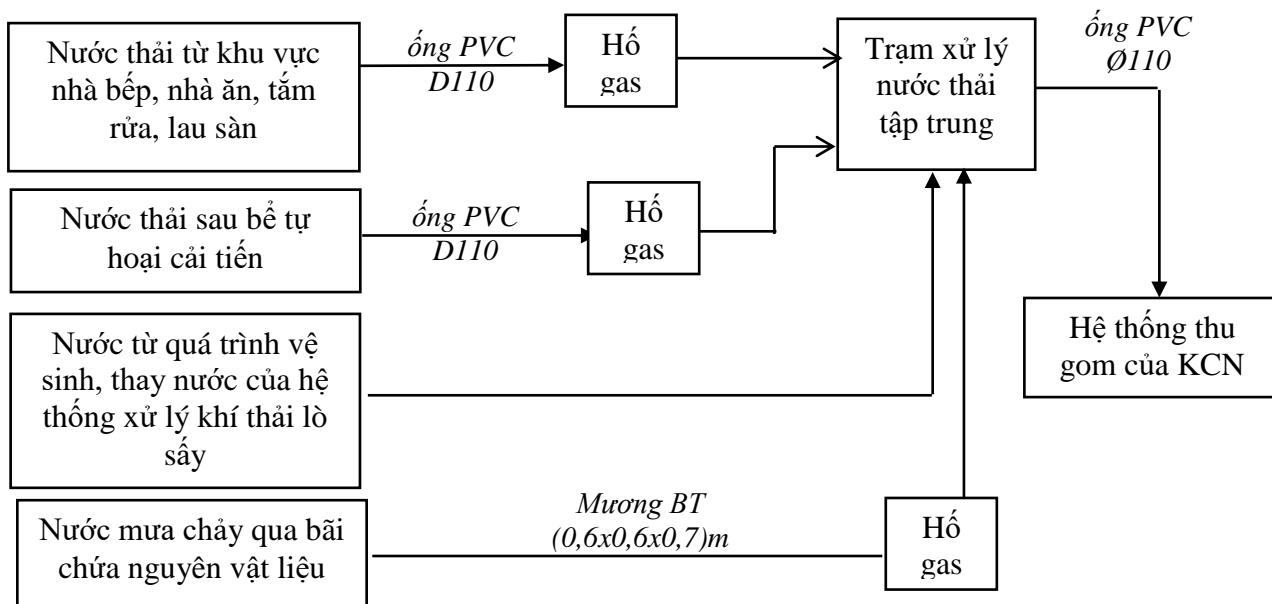 Nước thải từ khu vực
nhà bếp, nhà ăn, tắm
rửa, lau sàn
ống PVC
D110
Hố
gas
Trạm xử lý
nước thải
tập trung
ống PVC
Ø110
Nước thải sau bể tự
hoại cải tiến
ống PVC
D110
Hố
gas
Hệ thống thu
gom của KCN
Nước từ quá trình vệ
sinh, thay nước của hệ
thống xử lý khí thải lò
sấy
Nước mưa chảy qua bãi
chứa nguyên vật liệu
Mương BT
(0,6x0,6x0,7)m
Hố
gas